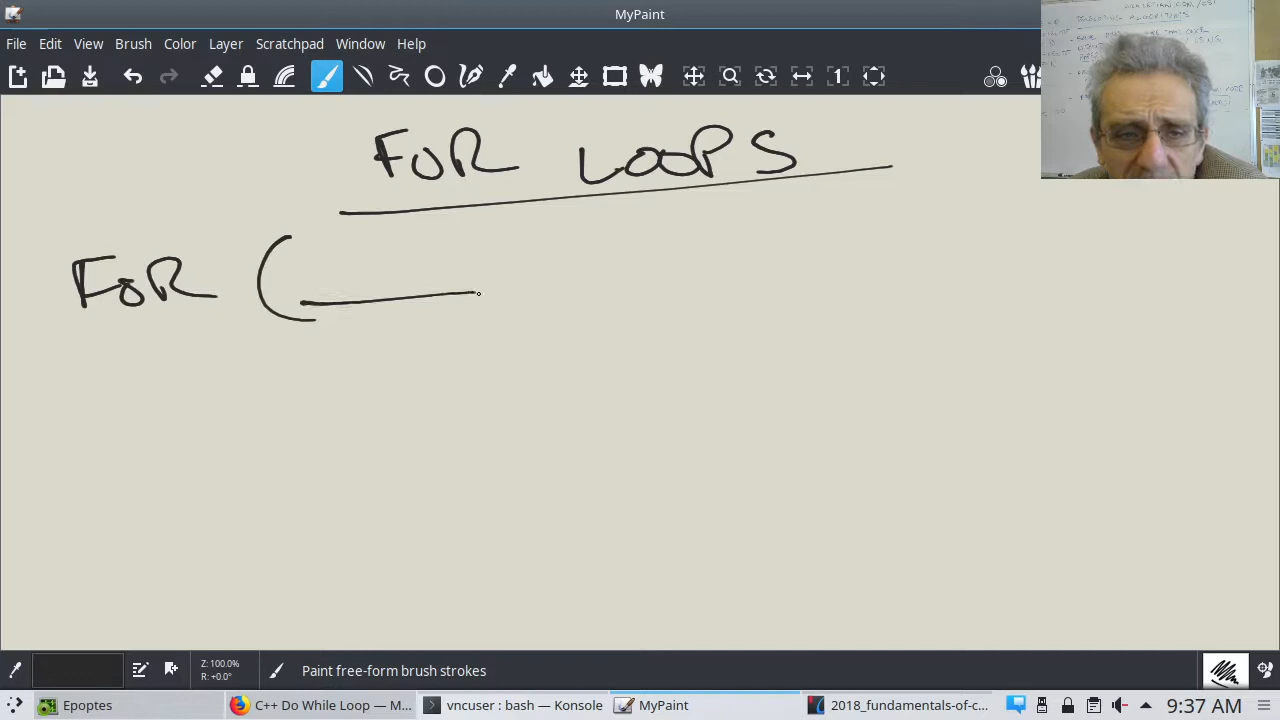 MyPaint
File Edit View Brush Color Layer Scratchpad Window Help
1
FOR LOOPS
FOR (
Z: 100.0%
R: +0.0°
Paint free-form brush strokes
Epoptes
C++ Do While Loop — M...
vncuser : bash — Konsole
MyPaint
2018_fundamentals-of-c...
9:37 AM